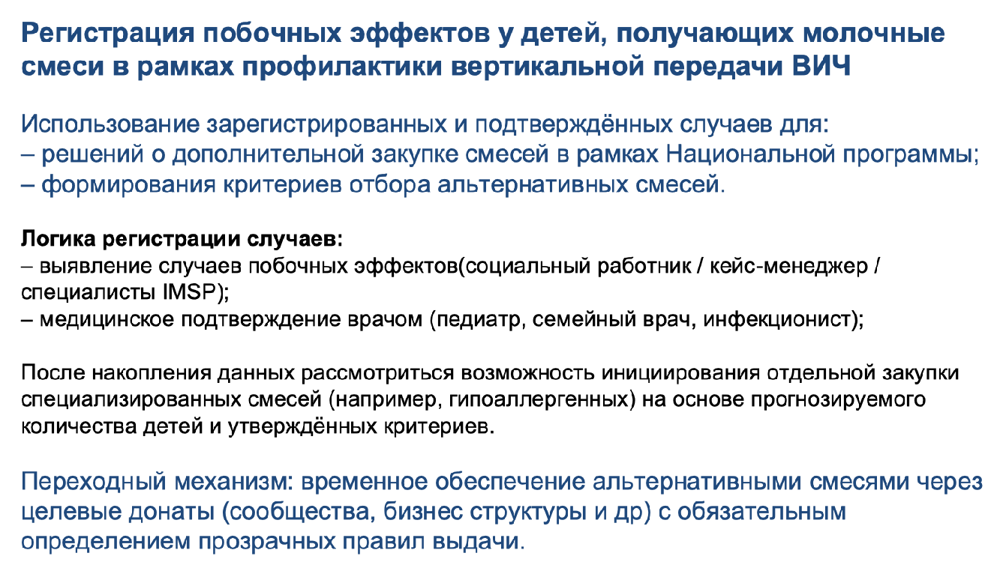 Регистрация побочных эффектов у детей, получающих молочные
смеси в рамках профилактики вертикальной передачи ВИЧ
Использование зарегистрированных и подтверждённых случаев для:
– решений о дополнительной закупке смесей в рамках Национальной программы;
– формирования критериев отбора альтернативных смесей.
Логика регистрации случаев:
– выявление случаев побочных эффектов(социальный работник / кейс-менеджер /
специалисты IMSP);
– медицинское подтверждение врачом (педиатр, семейный врач, инфекционист);
После накопления данных рассмотриться возможность инициирования отдельной закупки
специализированных смесей (например, гипоаллергенных) на основе прогнозируемого
количества детей и утверждённых критериев.
Переходный механизм: временное обеспечение альтернативными смесями через
целевые донаты (сообщества, бизнес структуры и др) с обязательным
определением прозрачных правил выдачи.